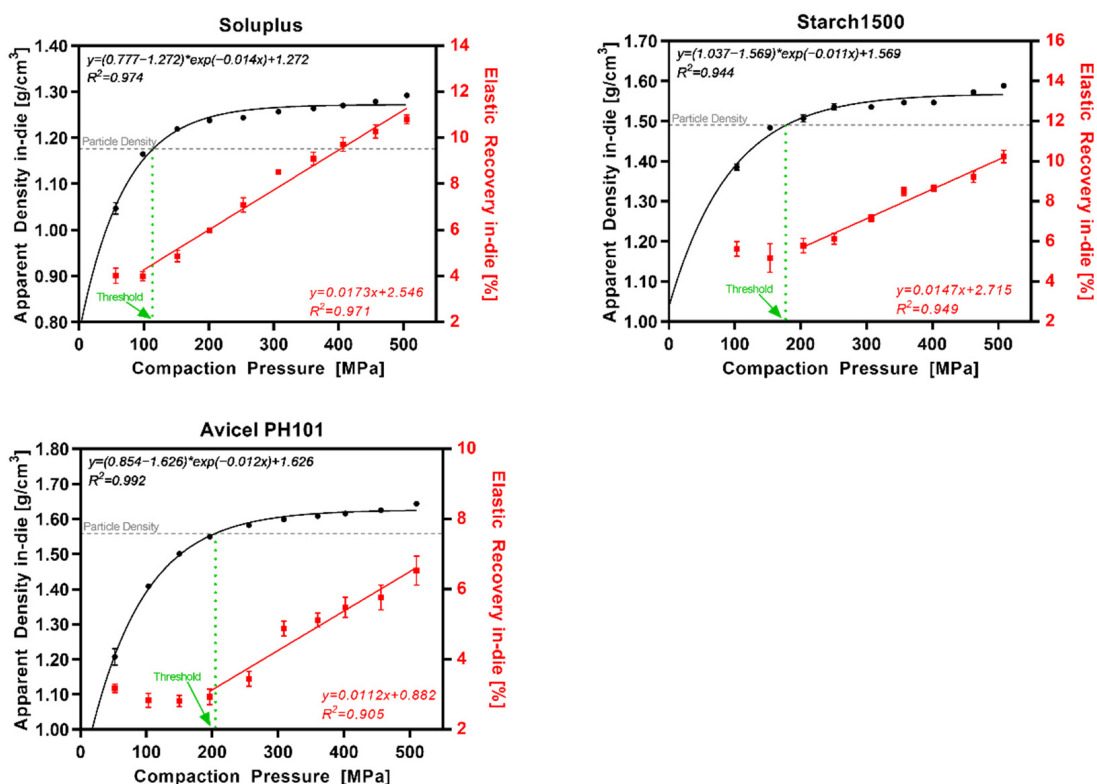 Soluplus
y=(0.777−1.272)*exp(−0.014x)+1.272
R²=0.974
Particle Density
Threshold
y=0.0173x+2.546
R²=0.971
Apparent Density in-die [g/cm³]
1.40
1.30
1.20
1.10
1.00
0.90
0.80
Elastic Recovery in-die [%]
14
12
10
8
6
4
2
0 100 200 300 400 500
Compaction Pressure [MPa]
Starch1500
y=(1.037−1.569)*exp(−0.011x)+1.569
R²=0.944
Particle Density
Threshold
y=0.0147x+2.715
R²=0.949
Apparent Density in-die [g/cm³]
1.70
1.60
1.50
1.40
1.30
1.20
1.10
1.00
Elastic Recovery in-die [%]
16
14
12
10
8
6
4
2
0 100 200 300 400 500
Compaction Pressure [MPa]
Avicel PH101
y=(0.854−1.626)*exp(−0.012x)+1.626
R²=0.992
Particle Density
Threshold
y=0.0112x+0.882
R²=0.905
Apparent Density in-die [g/cm³]
1.80
1.70
1.60
1.50
1.40
1.30
1.20
1.10
1.00
Elastic Recovery in-die [%]
10
8
6
4
2
0 100 200 300 400 500
Compaction Pressure [MPa]